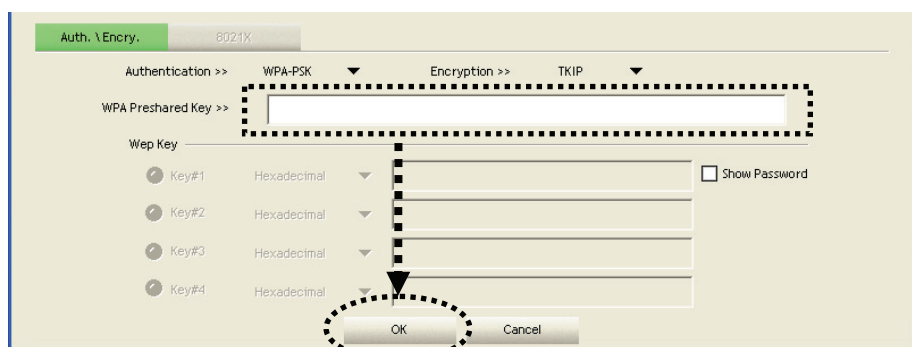 Auth. \ Encry. 8021X
Authentication >> WPA-PSK Encryption >> TKIP
WPA Preshared Key >>
Wep Key
Key#1 Hexadecimal Show Password
Key#2 Hexadecimal
Key#3 Hexadecimal
Key#4 Hexadecimal
OK Cancel